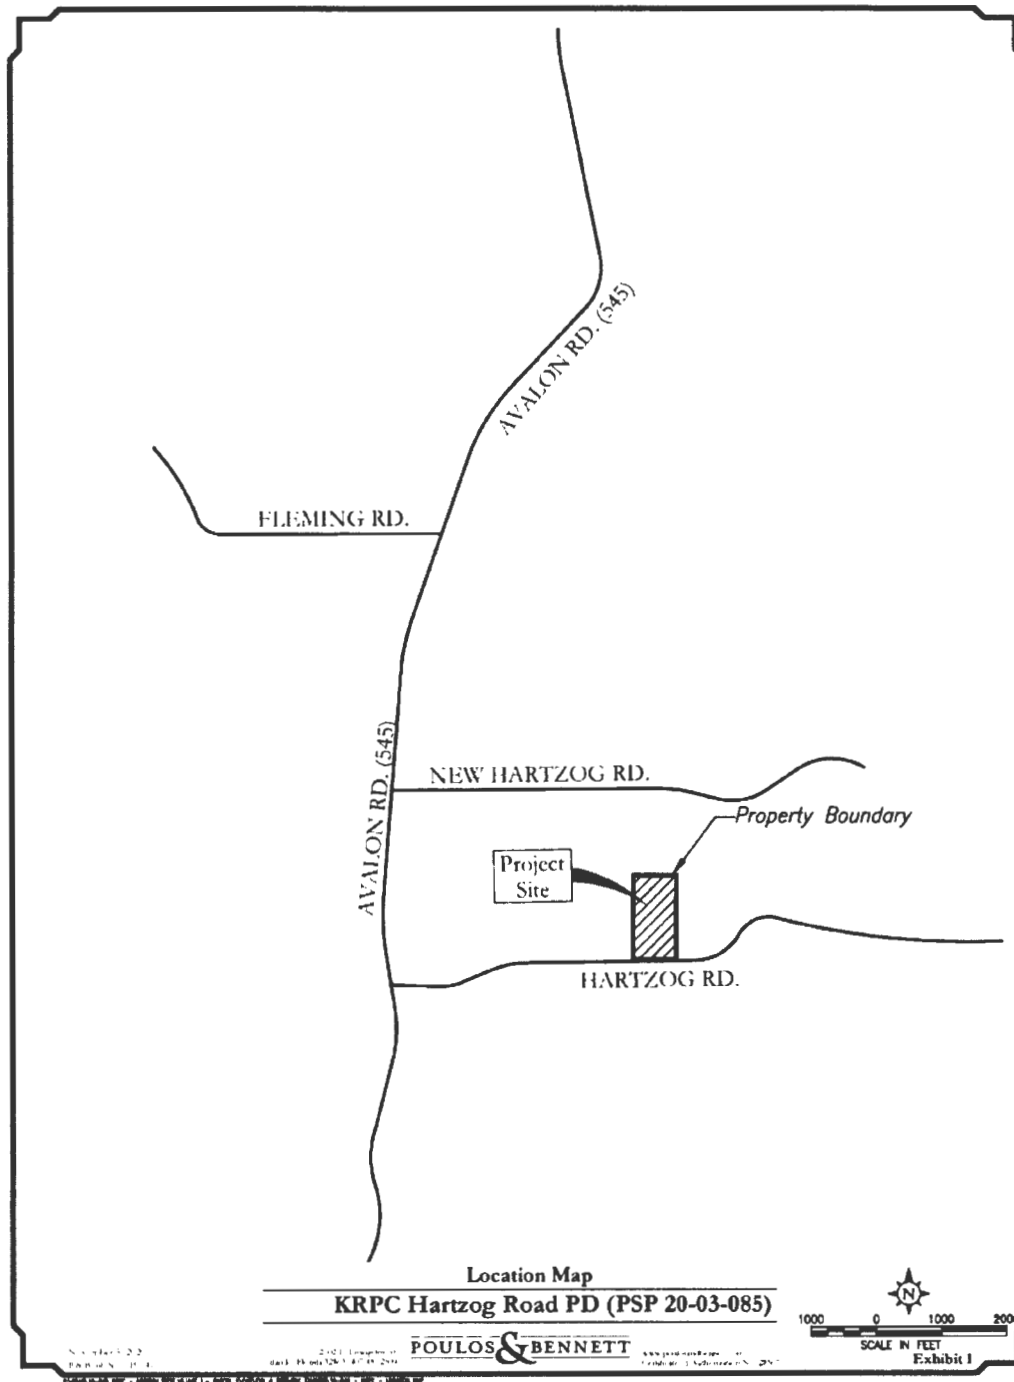 AVALON RD. (545)
FLEMING RD.
AVALON RD. (545)
NEW HARTZOG RD.
Property Boundary
Project
Site
HARTZOG RD.
Location Map
KRPC Hartzog Road PD (PSP 20-03-085)
POULOS & BENNETT
N
1000 0 1000 200
SCALE IN FEET
Exhibit 1